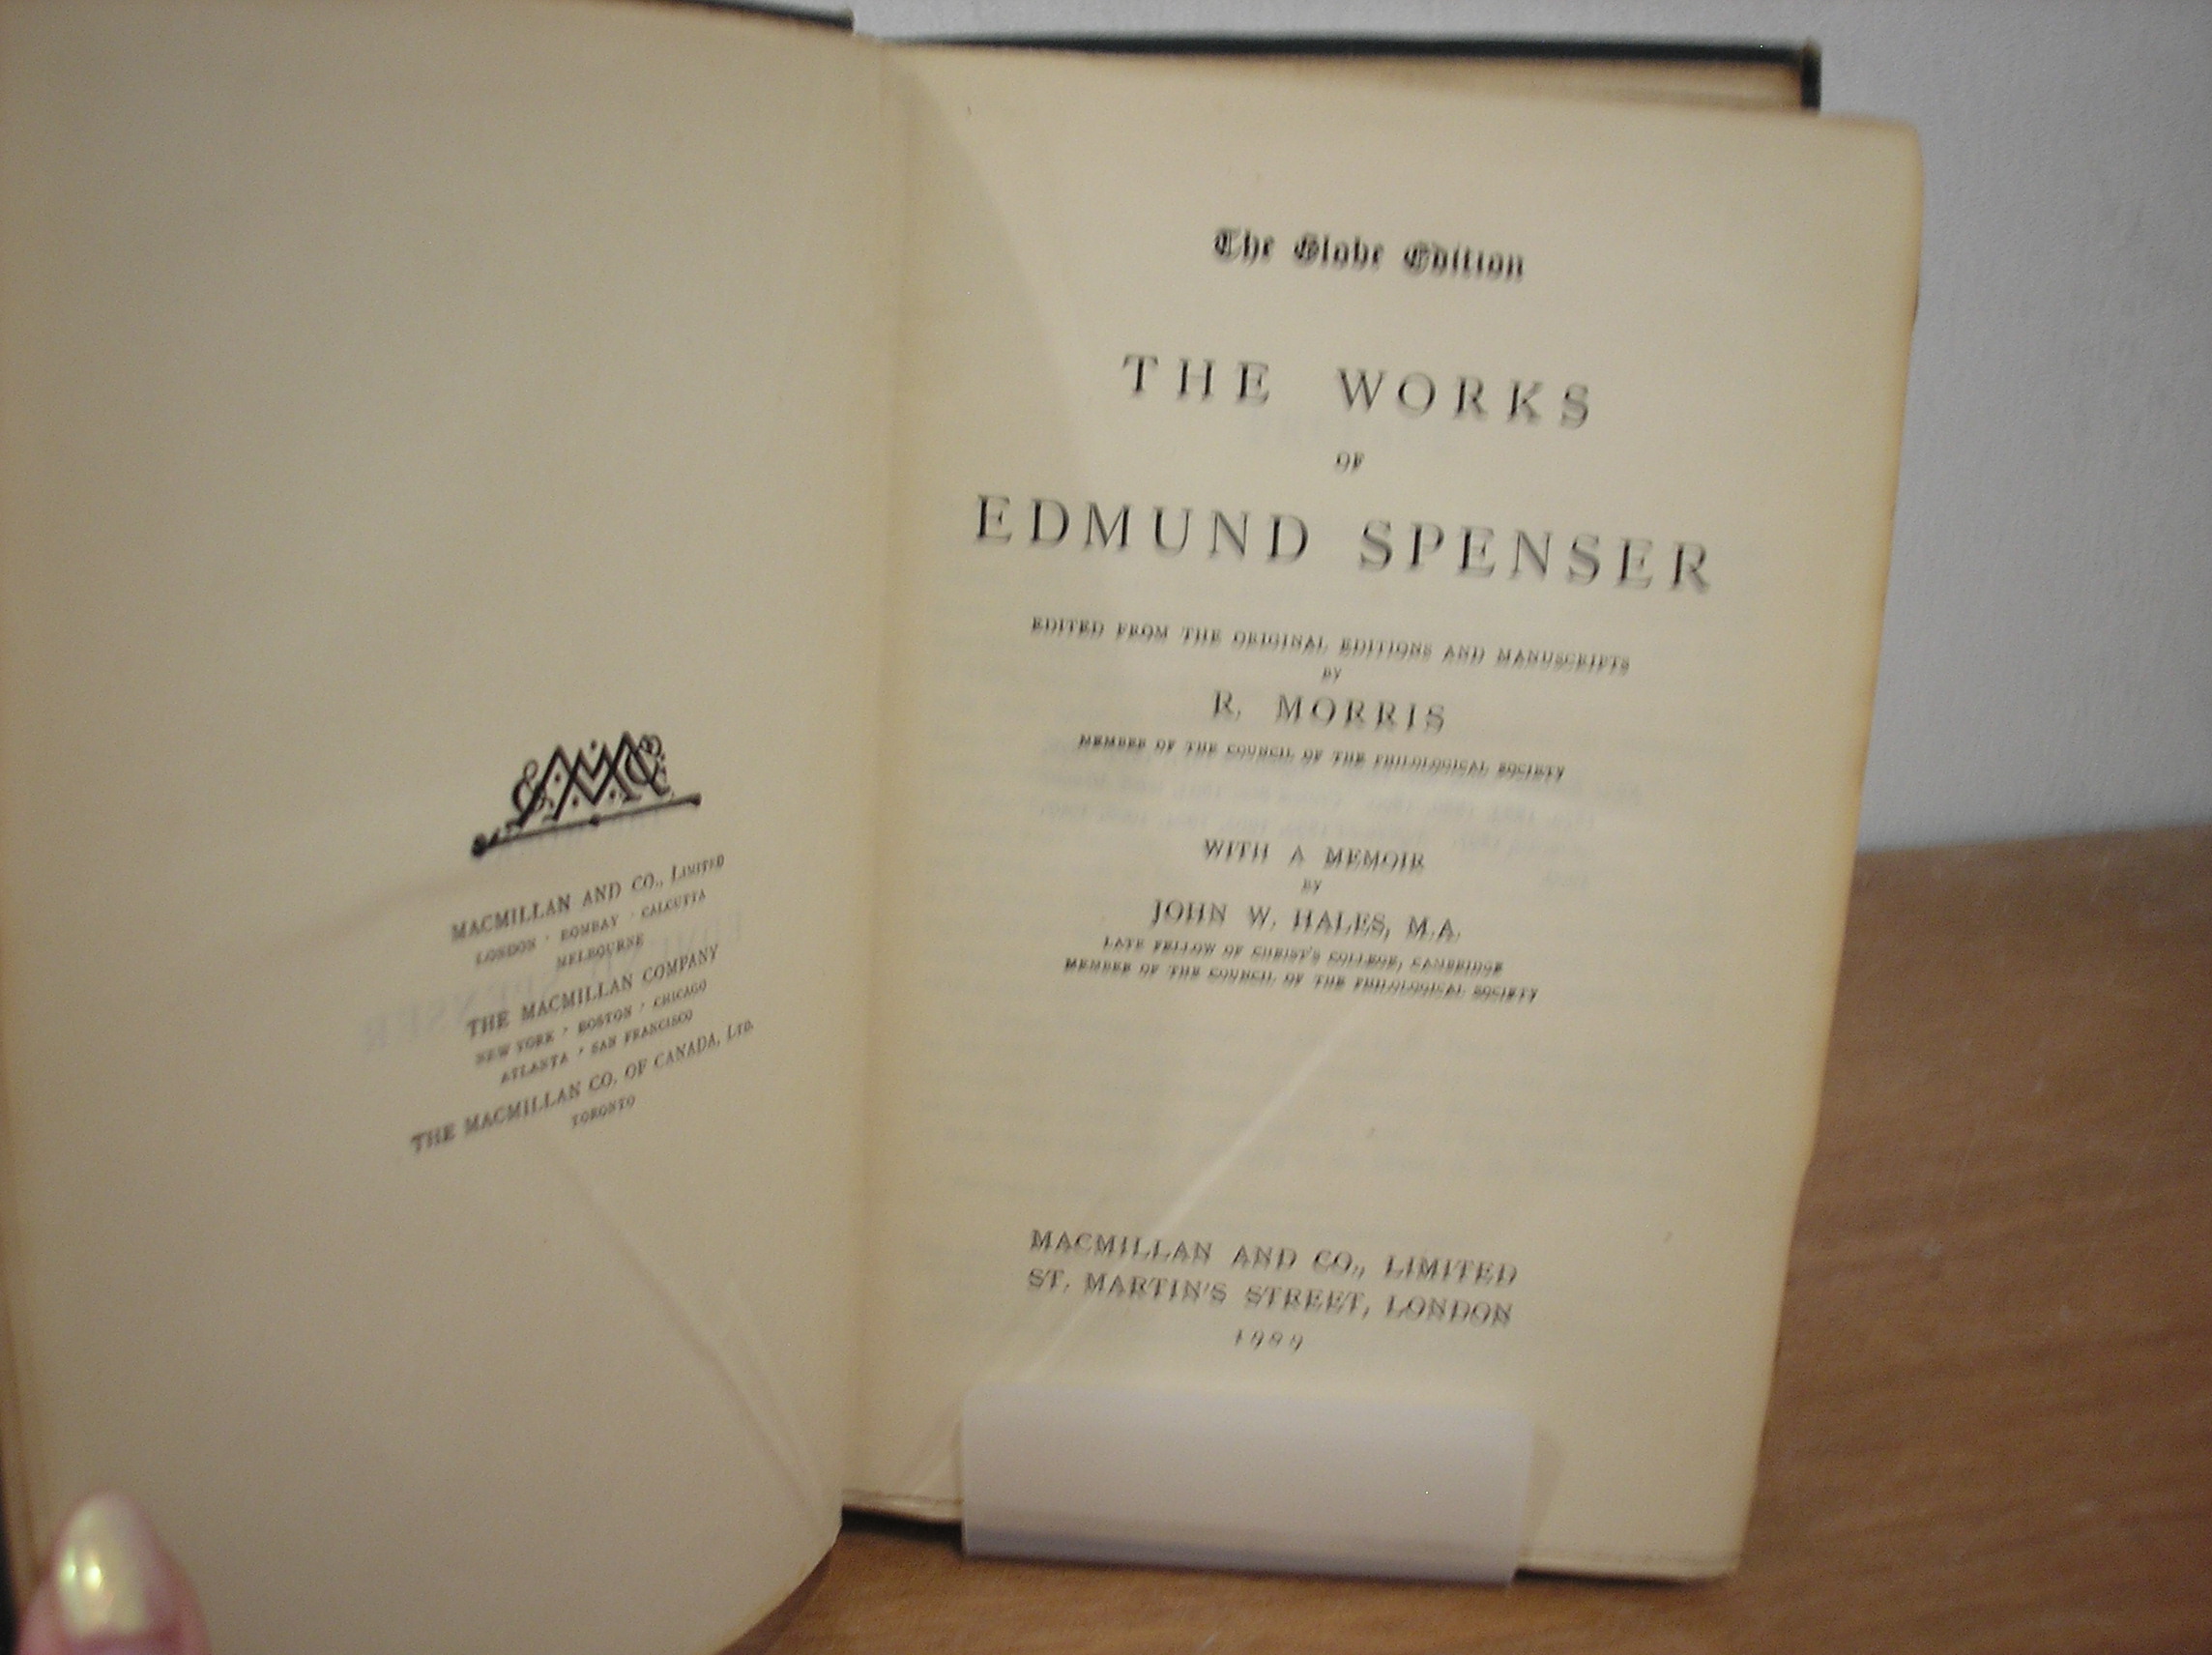 MACMILLAN AND CO., LIMITED
LONDON · BOMBAY · CALCUTTA
MELBOURNE
THE MACMILLAN COMPANY
NEW YORK · BOSTON · CHICAGO
ATLANTA · SAN FRANCISCO
THE MACMILLAN CO. OF CANADA, LTD.
TORONTO
The Globe Edition
THE WORKS
OF
EDMUND SPENSER
EDITED FROM THE ORIGINAL EDITIONS AND MANUSCRIPTS
BY
R. MORRIS
MEMBER OF THE COUNCIL OF THE PHILOLOGICAL SOCIETY
WITH A MEMOIR
BY
JOHN W. HALES, M.A.
LATE FELLOW OF CHRIST'S COLLEGE, CAMBRIDGE
MEMBER OF THE COUNCIL OF THE PHILOLOGICAL SOCIETY
MACMILLAN AND CO., LIMITED
ST. MARTIN'S STREET, LONDON